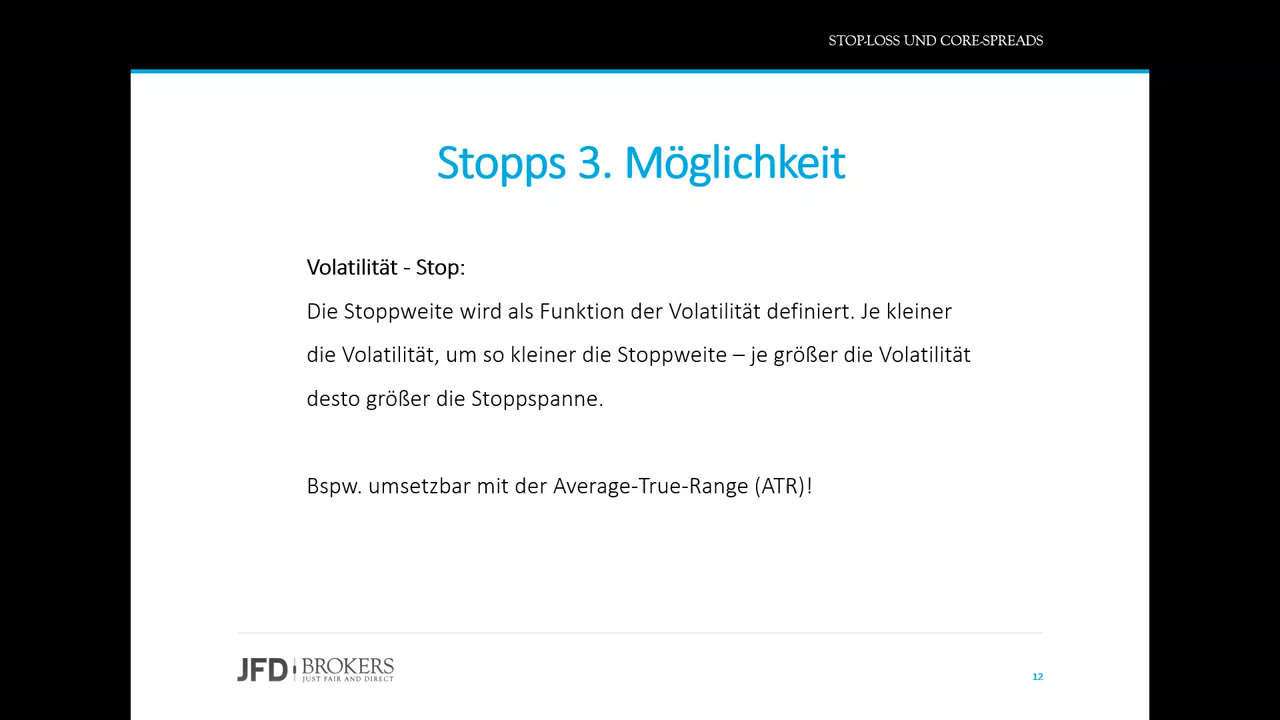 STOP-LOSS UND CORE-SPREADS
Stopps 3. Möglichkeit
Volatilität - Stop:
Die Stoppweite wird als Funktion der Volatilität definiert. Je kleiner
die Volatilität, um so kleiner die Stoppweite – je größer die Volatilität
desto größer die Stoppspanne.
Bspw. umsetzbar mit der Average-True-Range (ATR)!
JFD BROKERS
JUST FAIR AND DIRECT
12